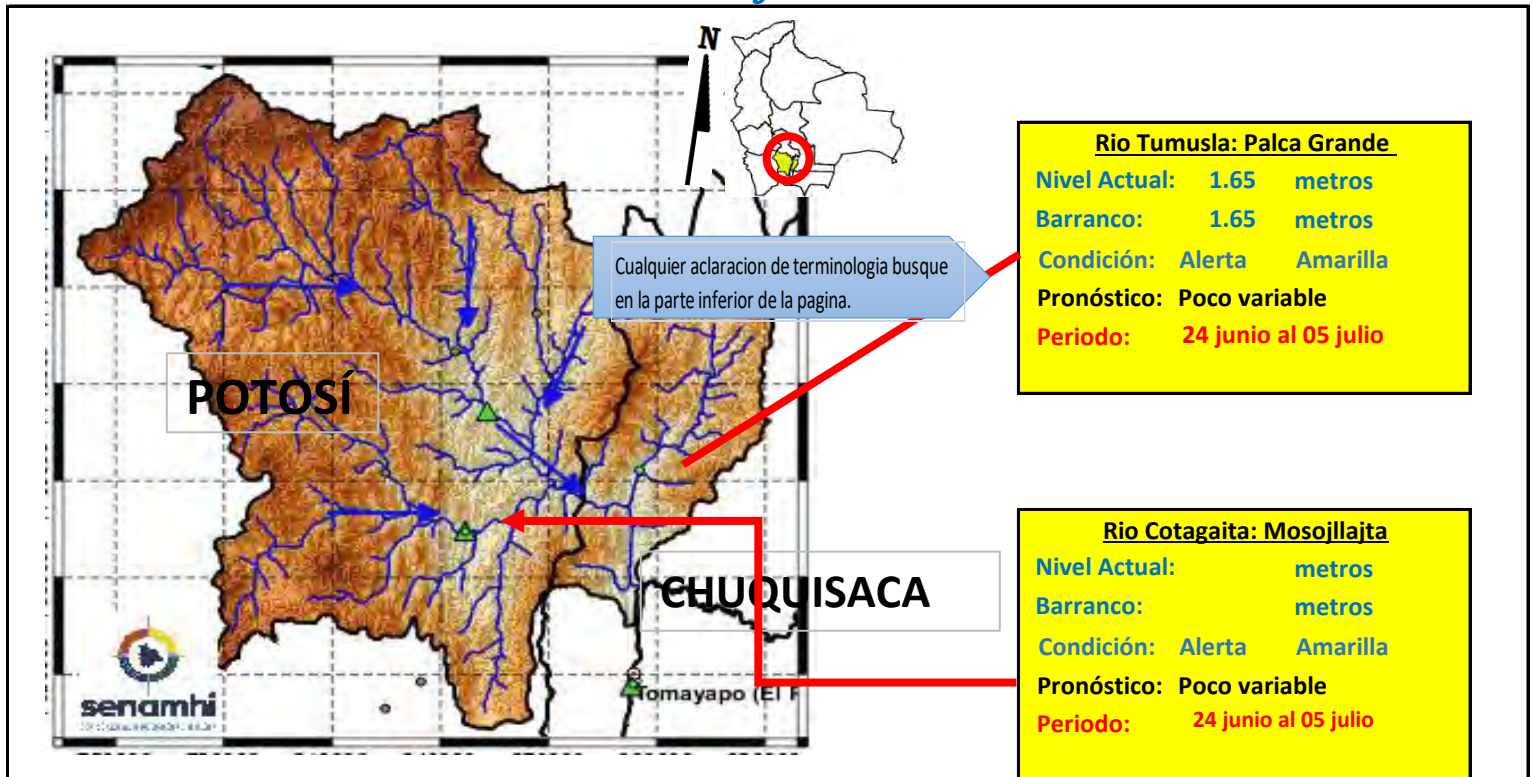 N
Cualquier aclaracion de terminologia busque
en la parte inferior de la pagina.
POTOSÍ
CHUQUISACA
Tomayapo (El
senamhi
Rio Tumusla: Palca Grande
Nivel Actual: 1.65 metros
Barranco: 1.65 metros
Condición: Alerta Amarilla
Pronóstico: Poco variable
Periodo: 24 junio al 05 julio
Rio Cotagaita: Mosojllajta
Nivel Actual: metros
Barranco: metros
Condición: Alerta Amarilla
Pronóstico: Poco variable
Periodo: 24 junio al 05 julio